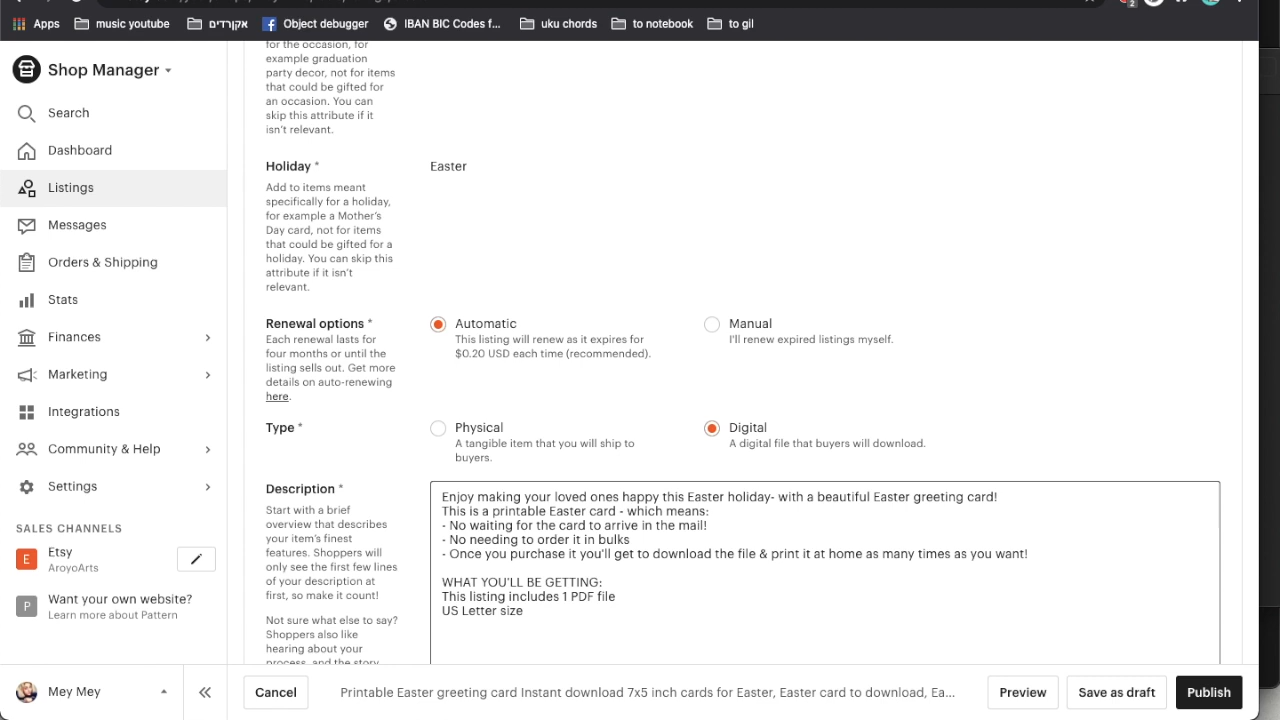 Apps
music youtube
אקורדים
Object debugger
IBAN BIC Codes f...
uku chords
to notebook
to gil
Shop Manager
Search
Dashboard
Listings
Messages
Orders & Shipping
Stats
Finances
Marketing
Integrations
Community & Help
Settings
SALES CHANNELS
E
Etsy
AroyoArts
P
Want your own website?
Learn more about Pattern
Mey Mey
for the occasion, for
example graduation
party decor, not for items
that could be gifted for
an occasion. You can
skip this attribute if it
isn't relevant.
Holiday *
Easter
Add to items meant
specifically for a holiday,
for example a Mother's
Day card, not for items
that could be gifted for a
holiday. You can skip this
attribute if it isn't
relevant.
Renewal options *
Each renewal lasts for
four months or until the
listing sells out. Get more
details on auto-renewing
here.
Automatic
This listing will renew as it expires for
$0.20 USD each time (recommended).
Manual
I'll renew expired listings myself.
Type *
Physical
A tangible item that you will ship to
buyers.
Digital
A digital file that buyers will download.
Description *
Start with a brief
overview that describes
your item's finest
features. Shoppers will
only see the first few lines
of your description at
first, so make it count!
Not sure what else to say?
Shoppers also like
hearing about your
process, and the story
Enjoy making your loved ones happy this Easter holiday- with a beautiful Easter greeting card!
This is a printable Easter card - which means:
- No waiting for the card to arrive in the mail!
- No needing to order it in bulks
- Once you purchase it you'll get to download the file & print it at home as many times as you want!
WHAT YOU'LL BE GETTING:
This listing includes 1 PDF file
US Letter size
Cancel
Printable Easter greeting card Instant download 7x5 inch cards for Easter, Easter card to download, Ea...
Preview
Save as draft
Publish